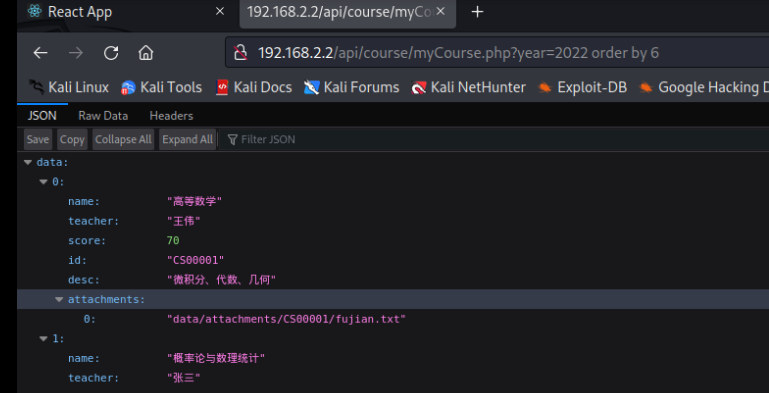 React App × 192.168.2.2/api/course/myCo × +
192.168.2.2/api/course/myCourse.php?year=2022 order by 6
Kali Linux Kali Tools Kali Docs Kali Forums Kali NetHunter Exploit-DB Google Hacking D
JSON Raw Data Headers
Save Copy Collapse All Expand All Filter JSON
data:
0:
name: "高等数学"
teacher: "王伟"
score: 70
id: "CS00001"
desc: "微积分、代数、几何"
attachments:
0: "data/attachments/CS00001/fujian.txt"
1:
name: "概率论与数理统计"
teacher: "张三"